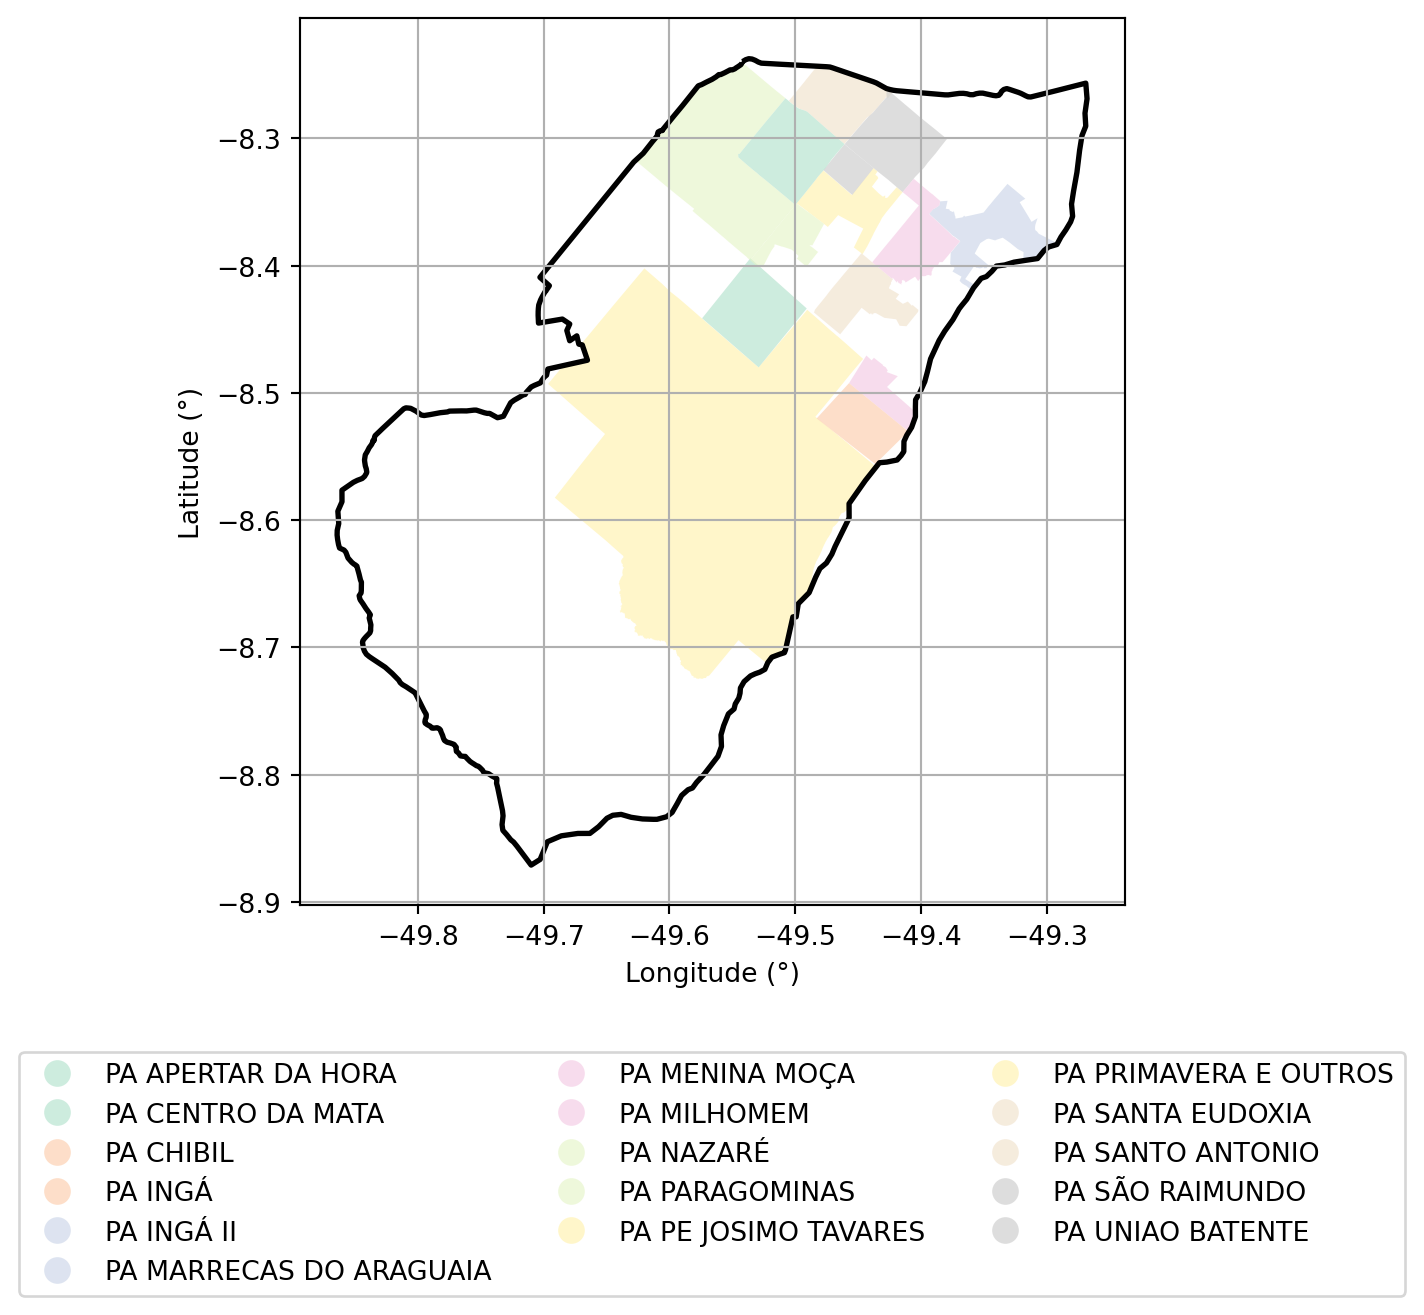 −8.3
−8.4
−8.5
−8.6
−8.7
−8.8
−8.9
Latitude (°)
−49.8 −49.7 −49.6 −49.5 −49.4 −49.3
Longitude (°)
PA APERTAR DA HORA
PA CENTRO DA MATA
PA CHIBIL
PA INGÁ
PA INGÁ II
PA MARRECAS DO ARAGUAIA
PA MENINA MOÇA
PA MILHOMEM
PA NAZARÉ
PA PARAGOMINAS
PA PE JOSIMO TAVARES
PA PRIMAVERA E OUTROS
PA SANTA EUDOXIA
PA SANTO ANTONIO
PA SÃO RAIMUNDO
PA UNIAO BATENTE